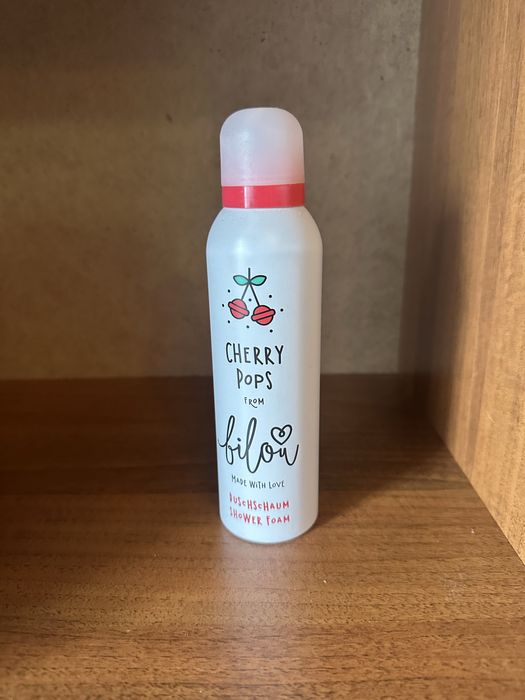 CHERRY
POPS
FROM
bilou
MADE WITH LOVE
DUSCHSCHAUM
SHOWER FOAM